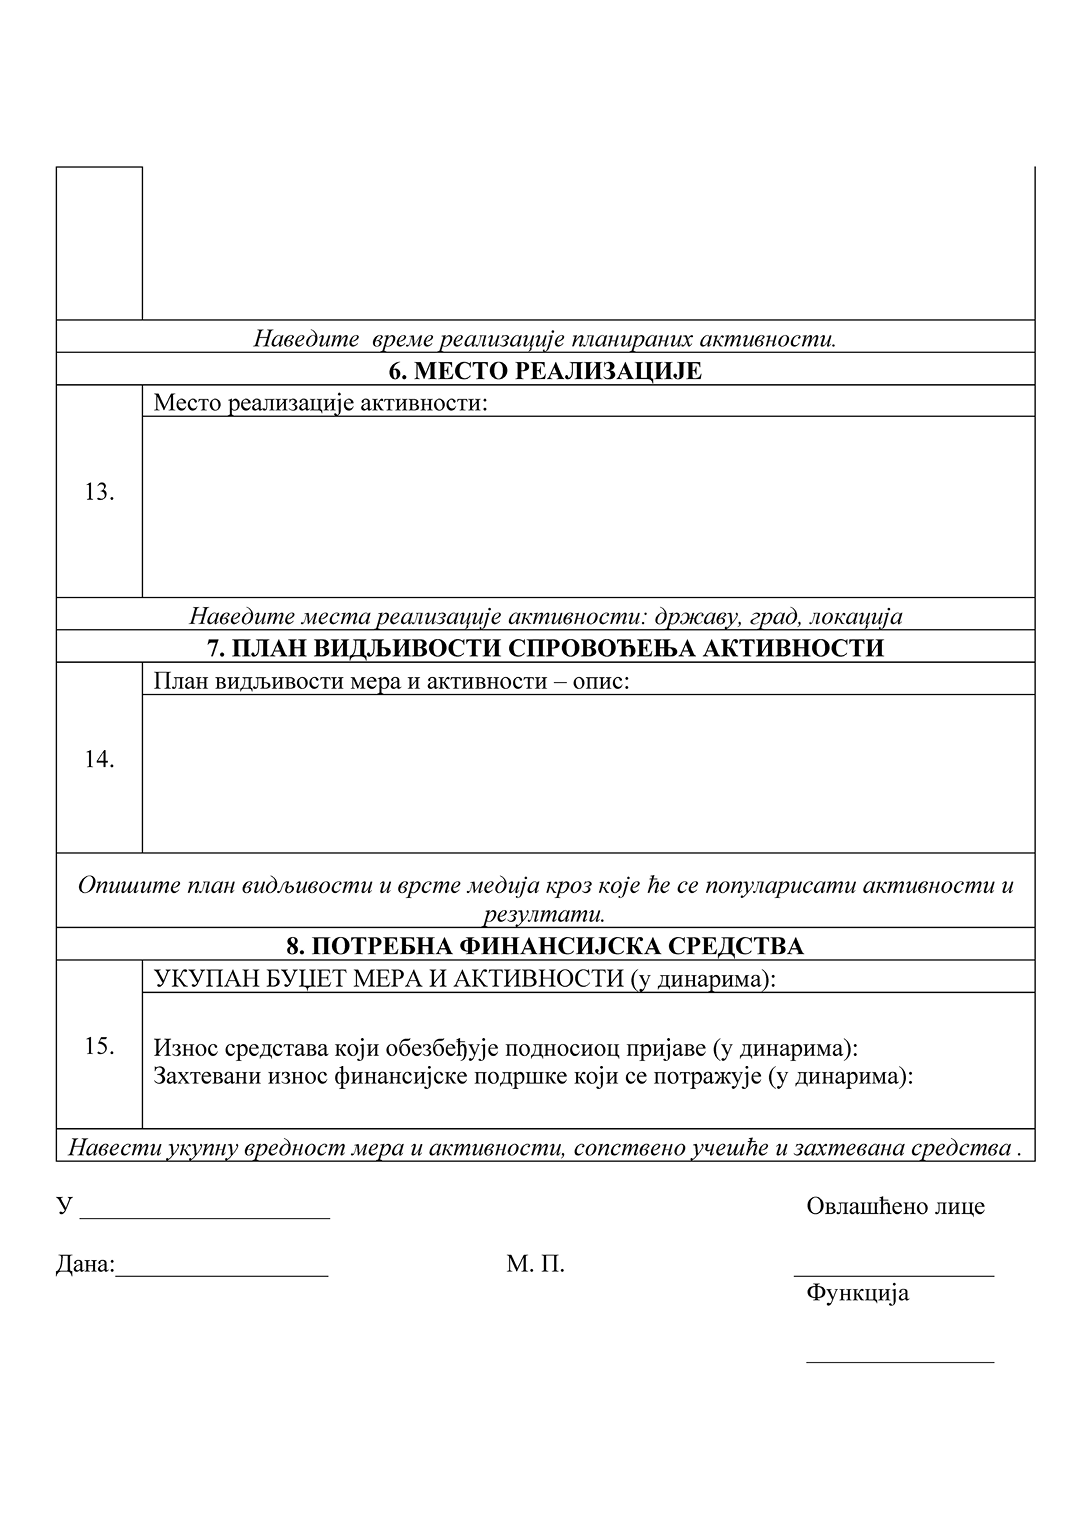 Наведите  време реализације планираних активности.
6. МЕСТО РЕАЛИЗАЦИЈЕ
Место реализације активности:
13.
Наведите места реализације активности: државу, град, локација
7. ПЛАН ВИДЉИВОСТИ СПРОВОЂЕЊА АКТИВНОСТИ
План видљивости мера и активности – опис:
14.
Опишите план видљивости и врсте медија кроз које ће се популарисати активности и
резултати.
8. ПОТРЕБНА ФИНАНСИЈСКА СРЕДСТВА
УКУПАН БУЏЕТ МЕРА И АКТИВНОСТИ (у динарима):
15.
Износ средстава који обезбеђује подносиоц пријаве (у динарима):
Захтевани износ финансијске подршке који се потражује (у динарима):
Навести укупну вредност мера и активности, сопствено учешће и захтевана средства .
У ____________________ Овлашћено лице
Дана:_________________ М. П. ________________
Функција
_______________